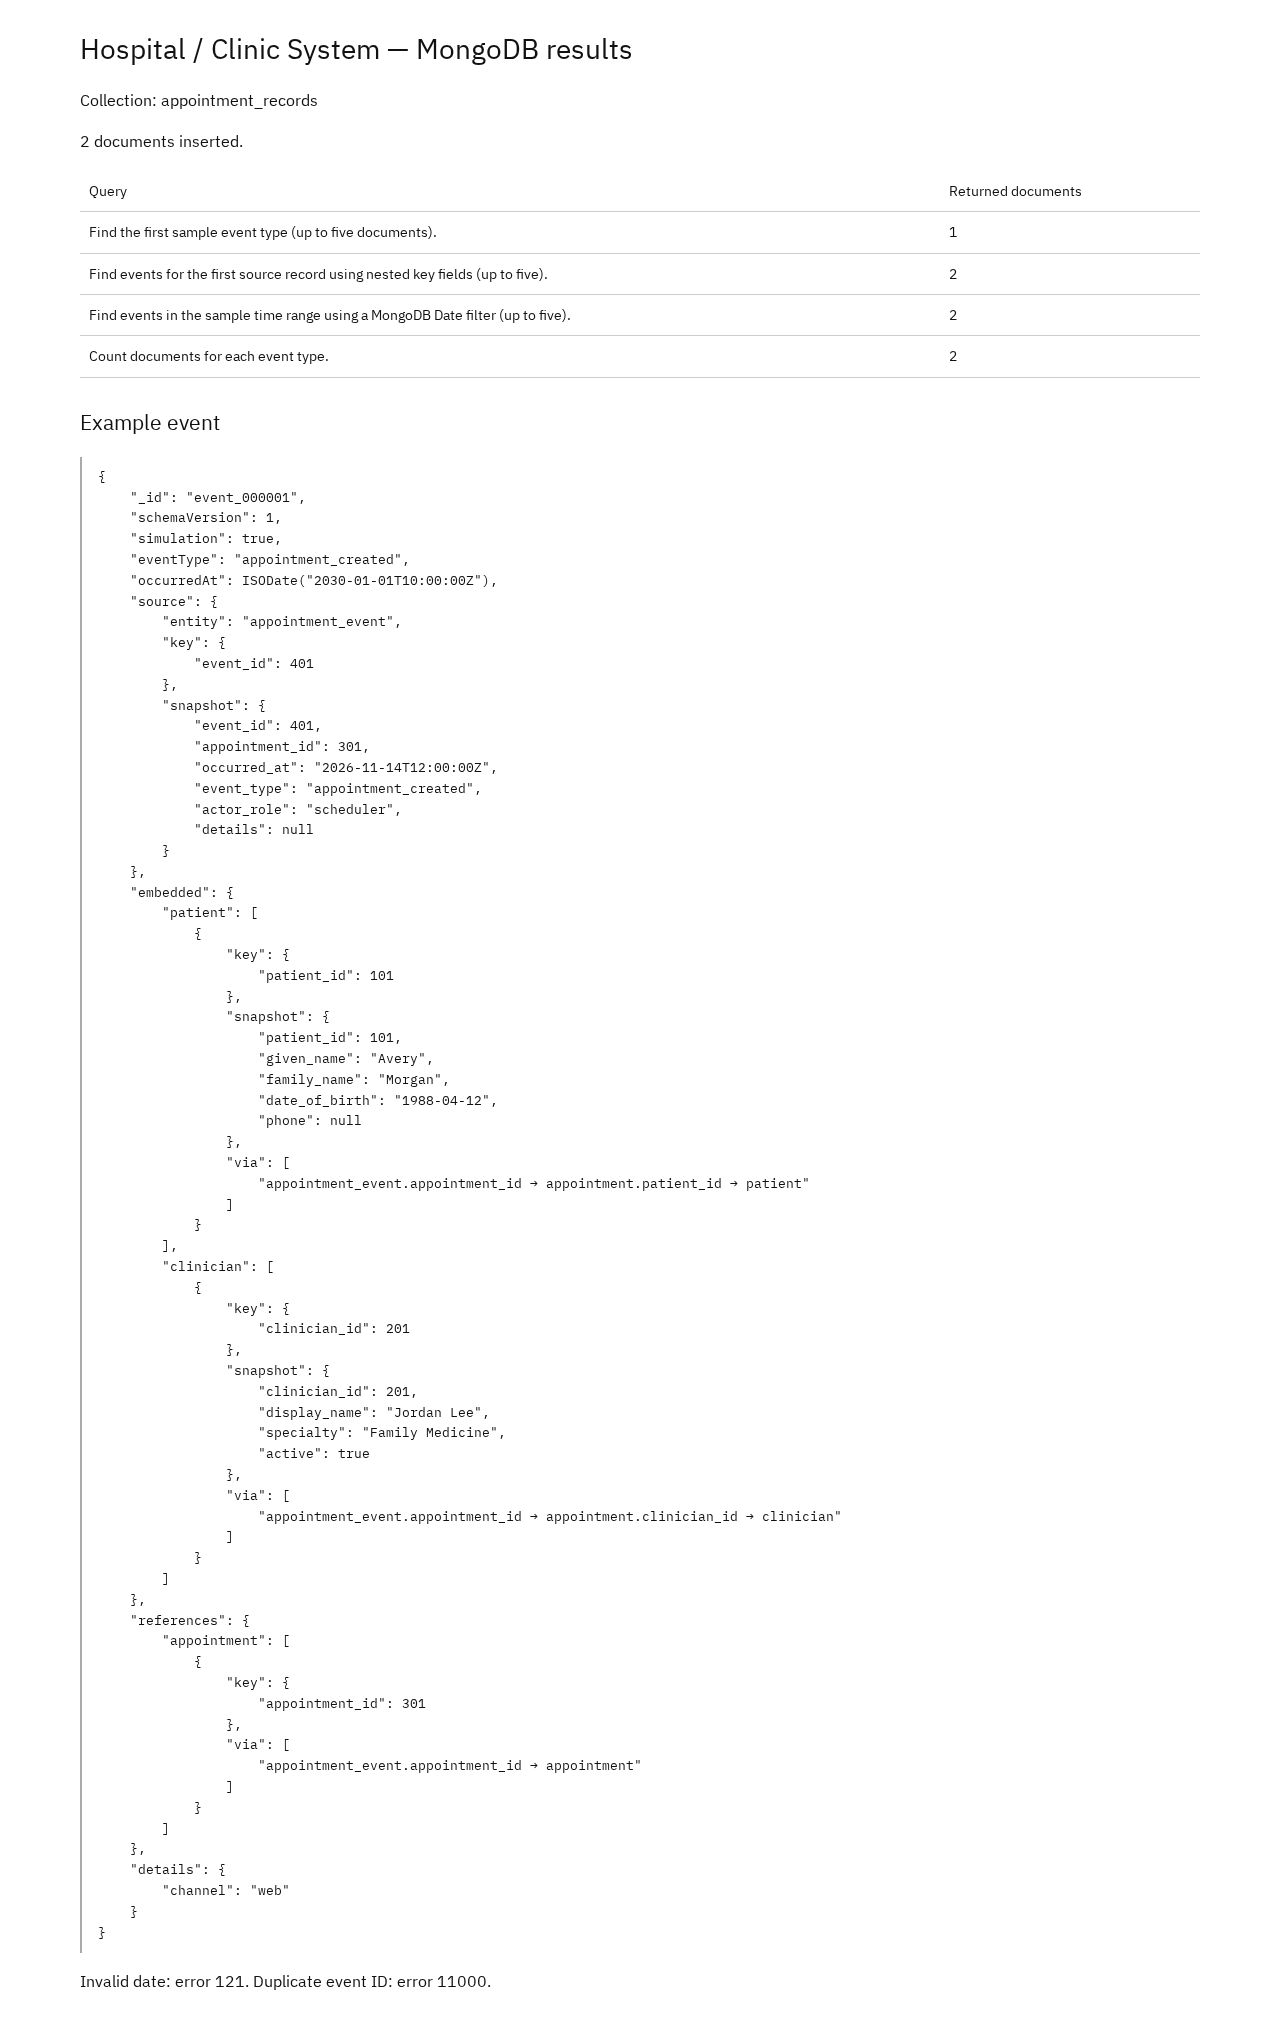 Hospital / Clinic System — MongoDB results
Collection: appointment_records
2 documents inserted.
Query Returned documents
Find the first sample event type (up to five documents). 1
Find events for the first source record using nested key fields (up to five). 2
Find events in the sample time range using a MongoDB Date filter (up to five). 2
Count documents for each event type. 2
Example event
{
    "_id": "event_000001",
    "schemaVersion": 1,
    "simulation": true,
    "eventType": "appointment_created",
    "occurredAt": ISODate("2030-01-01T10:00:00Z"),
    "source": {
        "entity": "appointment_event",
        "key": {
            "event_id": 401
        },
        "snapshot": {
            "event_id": 401,
            "appointment_id": 301,
            "occurred_at": "2026-11-14T12:00:00Z",
            "event_type": "appointment_created",
            "actor_role": "scheduler",
            "details": null
        }
    },
    "embedded": {
        "patient": [
            {
                "key": {
                    "patient_id": 101
                },
                "snapshot": {
                    "patient_id": 101,
                    "given_name": "Avery",
                    "family_name": "Morgan",
                    "date_of_birth": "1988-04-12",
                    "phone": null
                },
                "via": [
                    "appointment_event.appointment_id → appointment.patient_id → patient"
                ]
            }
        ],
        "clinician": [
            {
                "key": {
                    "clinician_id": 201
                },
                "snapshot": {
                    "clinician_id": 201,
                    "display_name": "Jordan Lee",
                    "specialty": "Family Medicine",
                    "active": true
                },
                "via": [
                    "appointment_event.appointment_id → appointment.clinician_id → clinician"
                ]
            }
        ]
    },
    "references": {
        "appointment": [
            {
                "key": {
                    "appointment_id": 301
                },
                "via": [
                    "appointment_event.appointment_id → appointment"
                ]
            }
        ]
    },
    "details": {
        "channel": "web"
    }
}
Invalid date: error 121. Duplicate event ID: error 11000.